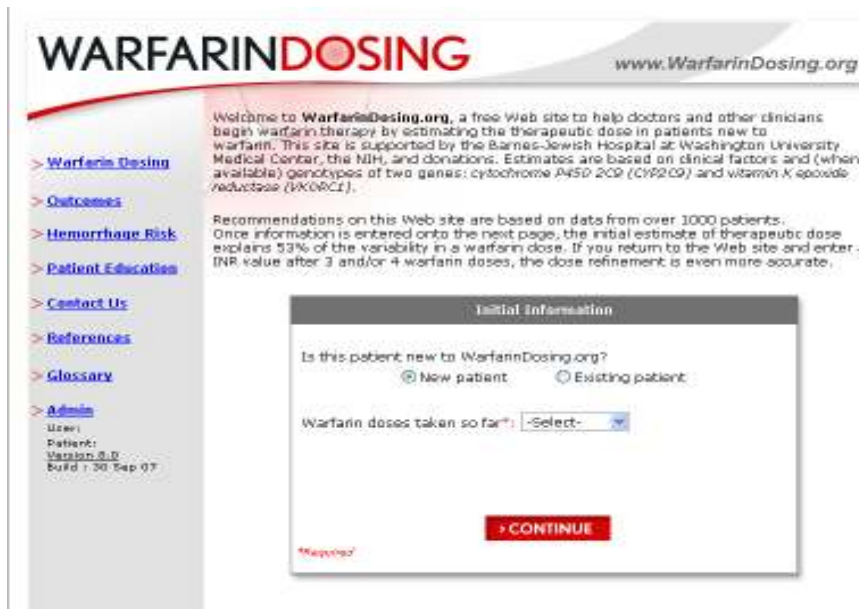 WARFARINDOSING
www.WarfarinDosing.org
Welcome to WarfarinDosing.org, a free Web site to help doctors and other clinicians
begin warfarin therapy by estimating the therapeutic dose in patients new to
warfarin. This site is supported by the Barnes-Jewish Hospital at Washington University
Medical Center, the NIH, and donations. Estimates are based on clinical factors and (when
available) genotypes of two genes: cytochrome P450 2C9 (CYP2C9) and vitamin K epoxide
reductase (VKORC1).
Recommendations on this Web site are based on data from over 1000 patients.
Once information is entered onto the next page, the initial estimate of therapeutic dose
explains 53% of the variability in a warfarin dose. If you return to the Web site and enter
INR value after 3 and/or 4 warfarin doses, the dose refinement is even more accurate.
> Warfarin Dosing
> Outcomes
> Hemorrhage Risk
> Patient Education
> Contact Us
> References
> Glossary
> Admin
User:
Patient:
Version 8.0
Build : 30 Sep 07
Initial Information
Is this patient new to WarfarinDosing.org?
New patient Existing patient
Warfarin doses taken so far*: -Select-
> CONTINUE
*Required